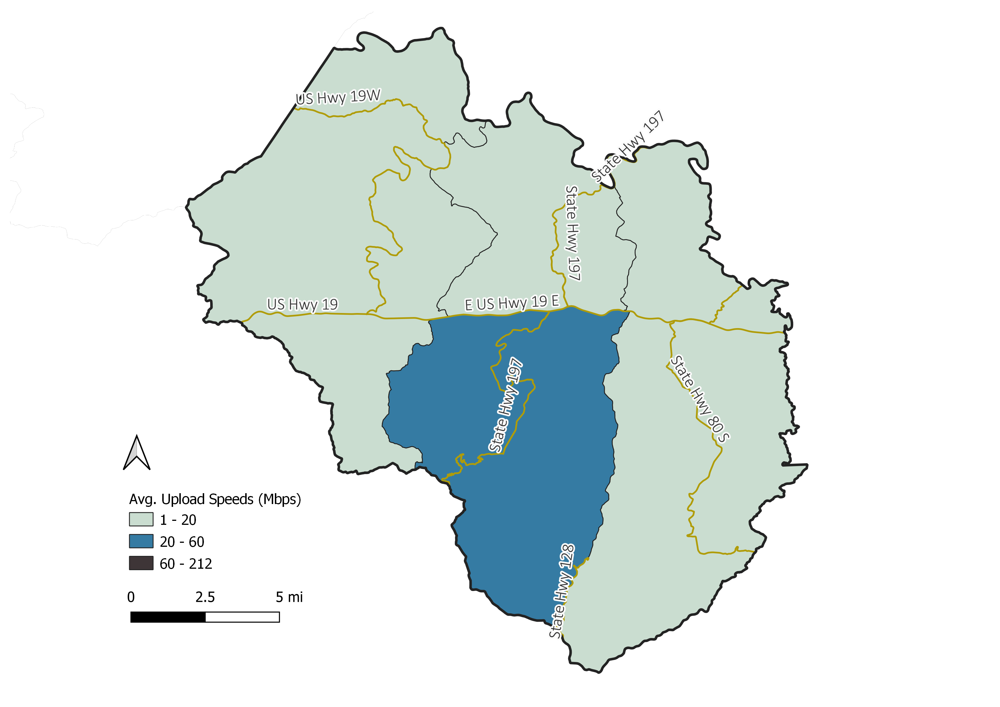 US Hwy 19W
State Hwy 197
State Hwy 197
US Hwy 19
E US Hwy 19 E
State Hwy 197
State Hwy 80 S
State Hwy 128
Avg. Upload Speeds (Mbps)
1 - 20
20 - 60
60 - 212
0 2.5 5 mi